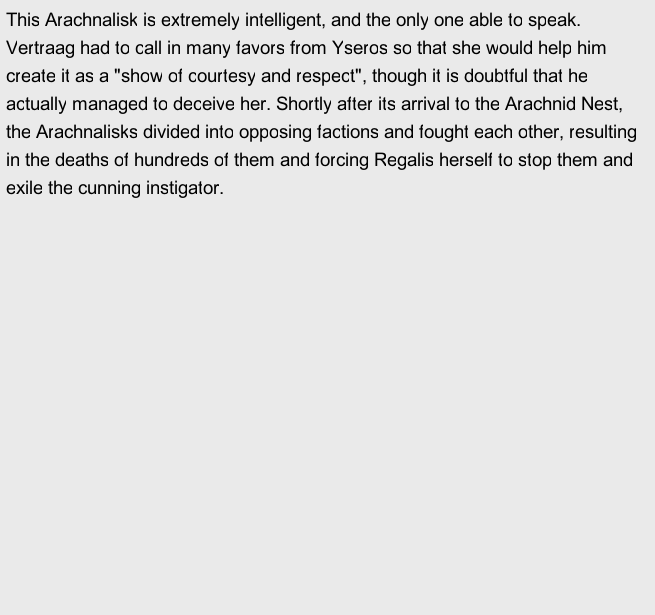 This Arachnalisk is extremely intelligent, and the only one able to speak.
Vertraag had to call in many favors from Yseros so that she would help him
create it as a "show of courtesy and respect", though it is doubtful that he
actually managed to deceive her. Shortly after its arrival to the Arachnid Nest,
the Arachnalisks divided into opposing factions and fought each other, resulting
in the deaths of hundreds of them and forcing Regalis herself to stop them and
exile the cunning instigator.